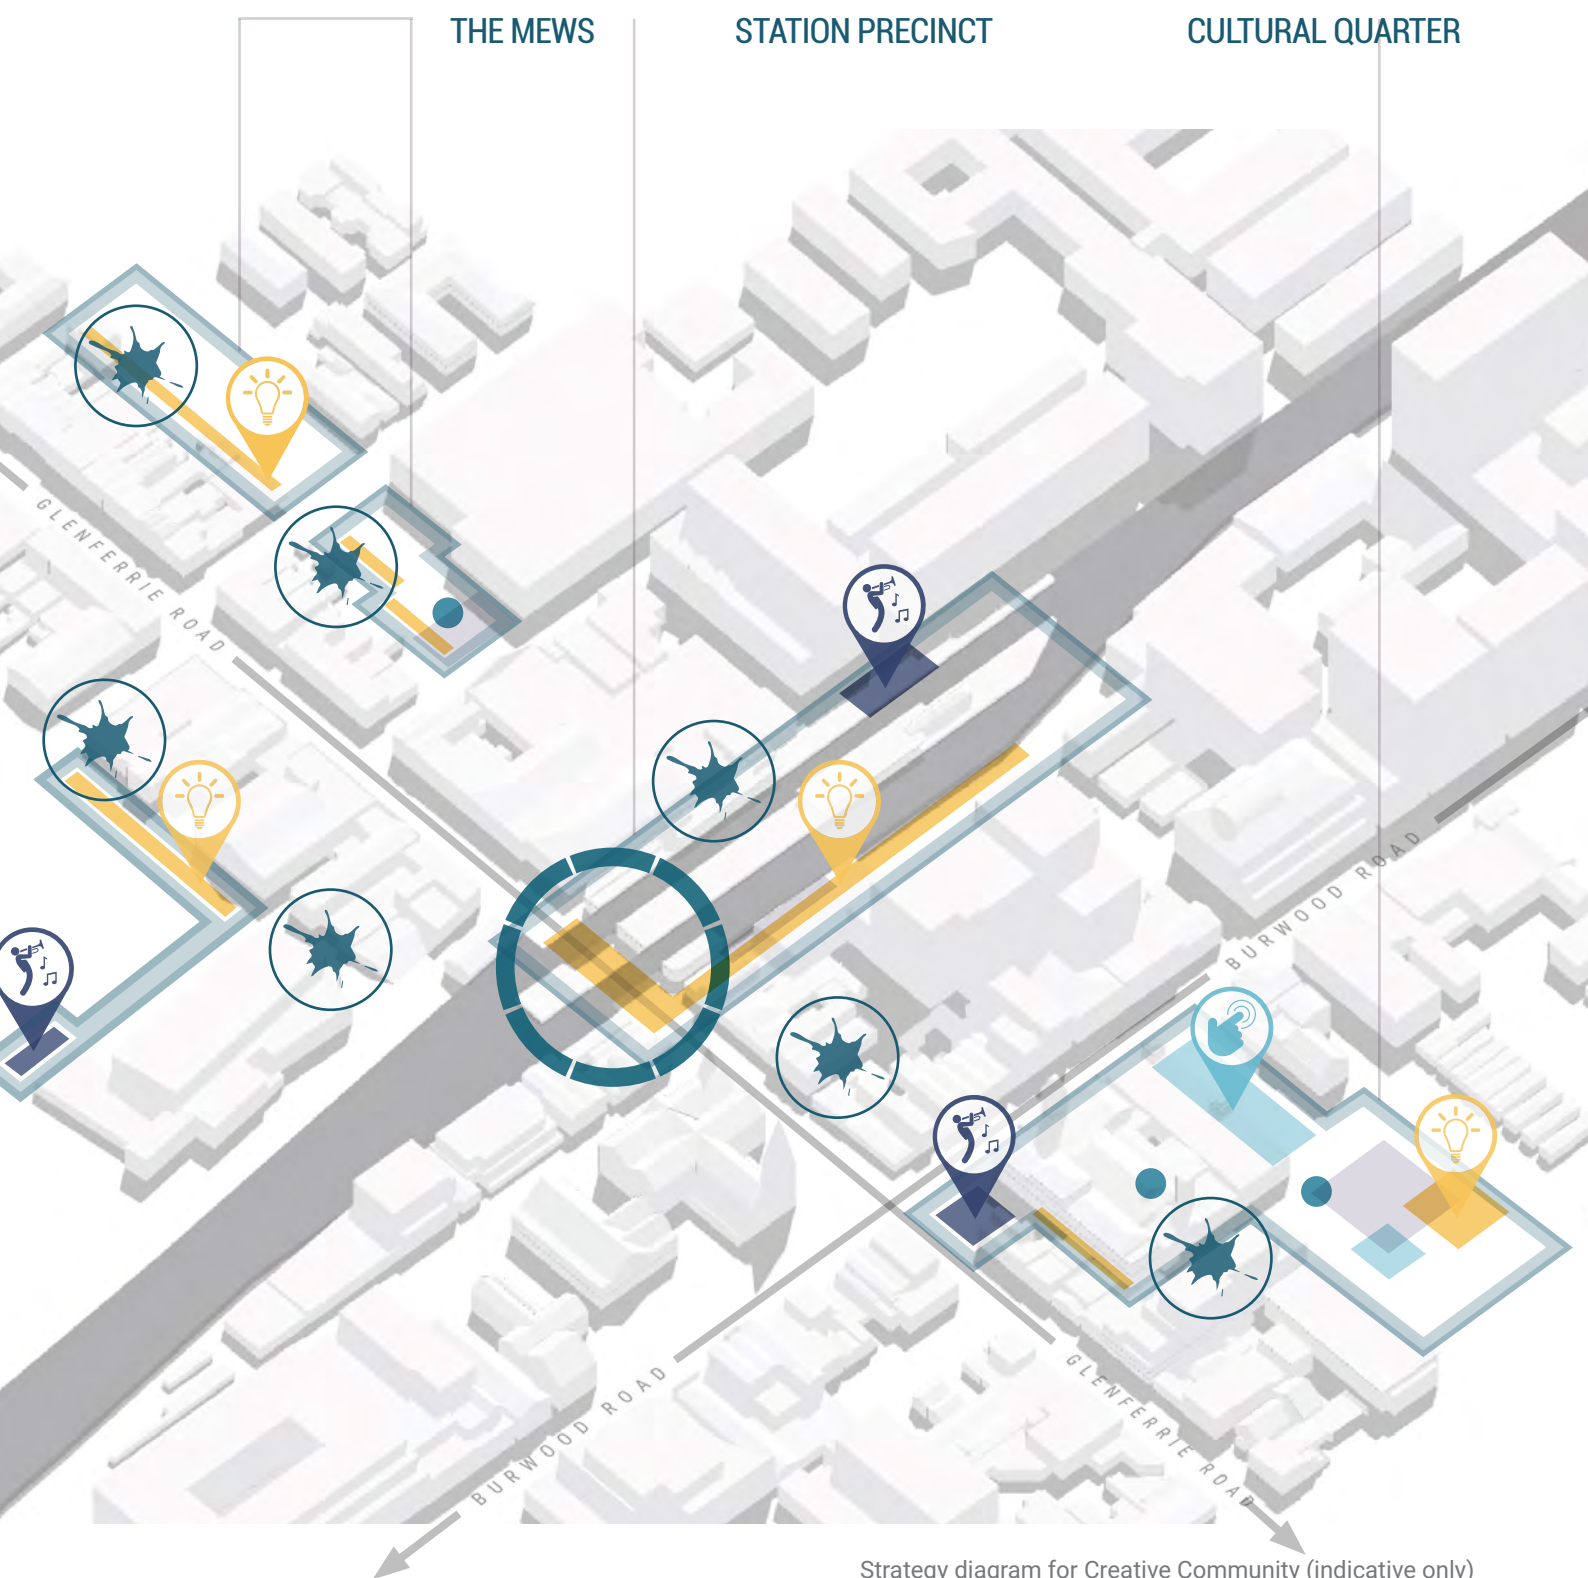 THE MEWS
STATION PRECINCT
CULTURAL QUARTER
GLENFERRIE ROAD
BURWOOD ROAD
BURWOOD ROAD
GLENFERRIE ROAD
Strategy diagram for Creative Community (indicative only)